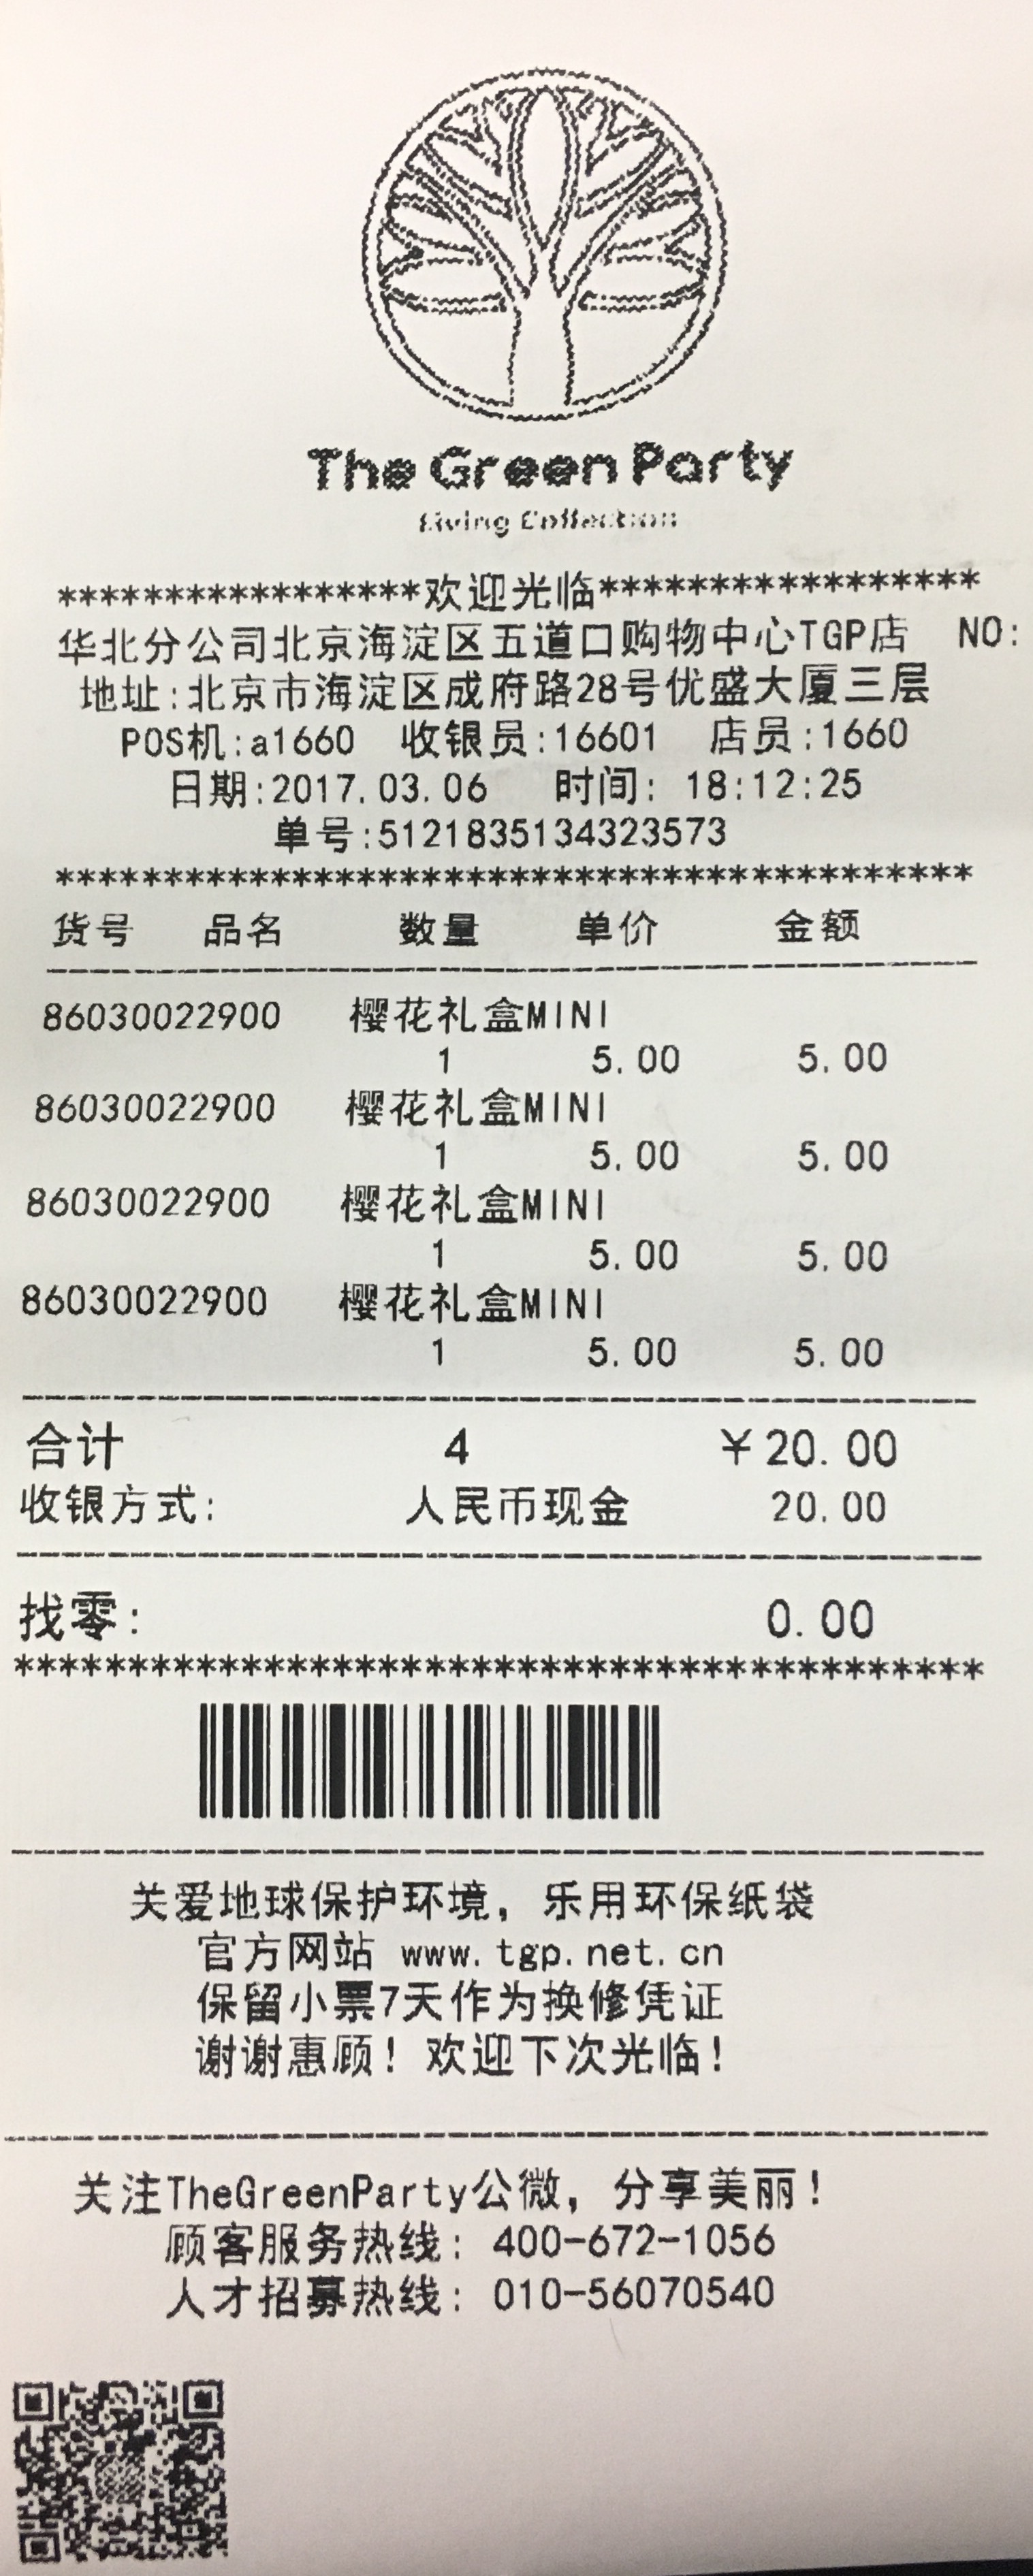 The Green Party
Living Collection
*****************欢迎光临******************
华北分公司北京海淀区五道口购物中心TGP店 NO:
地址:北京市海淀区成府路28号优盛大厦三层
POS机:a1660 收银员:16601 店员:1660
日期:2017.03.06 时间: 18:12:25
单号:5121835134323573
*******************************************
货号 品名 数量 单价 金额
86030022900 樱花礼盒MINI
1 5.00 5.00
86030022900 樱花礼盒MINI
1 5.00 5.00
86030022900 樱花礼盒MINI
1 5.00 5.00
86030022900 樱花礼盒MINI
1 5.00 5.00
合计 4 ￥20.00
收银方式: 人民币现金 20.00
找零: 0.00
*******************************************
关爱地球保护环境，乐用环保纸袋
官方网站 www.tgp.net.cn
保留小票7天作为换修凭证
谢谢惠顾！欢迎下次光临！
关注TheGreenParty公微，分享美丽！
顾客服务热线: 400-672-1056
人才招募热线: 010-56070540